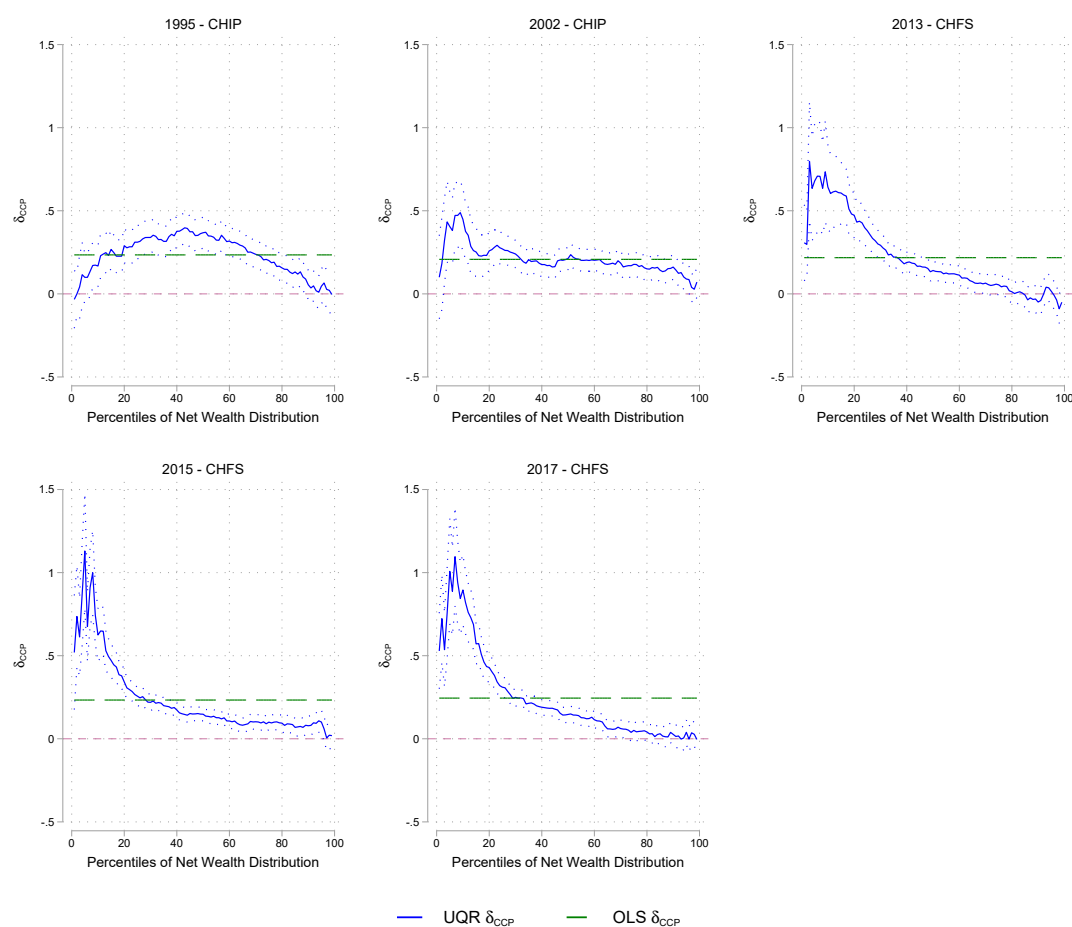 1995 - CHIP
2002 - CHIP
2013 - CHFS
1.5
1
.5
0
-.5
δCCP
0 20 40 60 80 100
Percentiles of Net Wealth Distribution
1.5
1
.5
0
-.5
δCCP
0 20 40 60 80 100
Percentiles of Net Wealth Distribution
1.5
1
.5
0
-.5
δCCP
0 20 40 60 80 100
Percentiles of Net Wealth Distribution
2015 - CHFS
2017 - CHFS
1.5
1
.5
0
-.5
δCCP
0 20 40 60 80 100
Percentiles of Net Wealth Distribution
1.5
1
.5
0
-.5
δCCP
0 20 40 60 80 100
Percentiles of Net Wealth Distribution
UQR δCCP
OLS δCCP